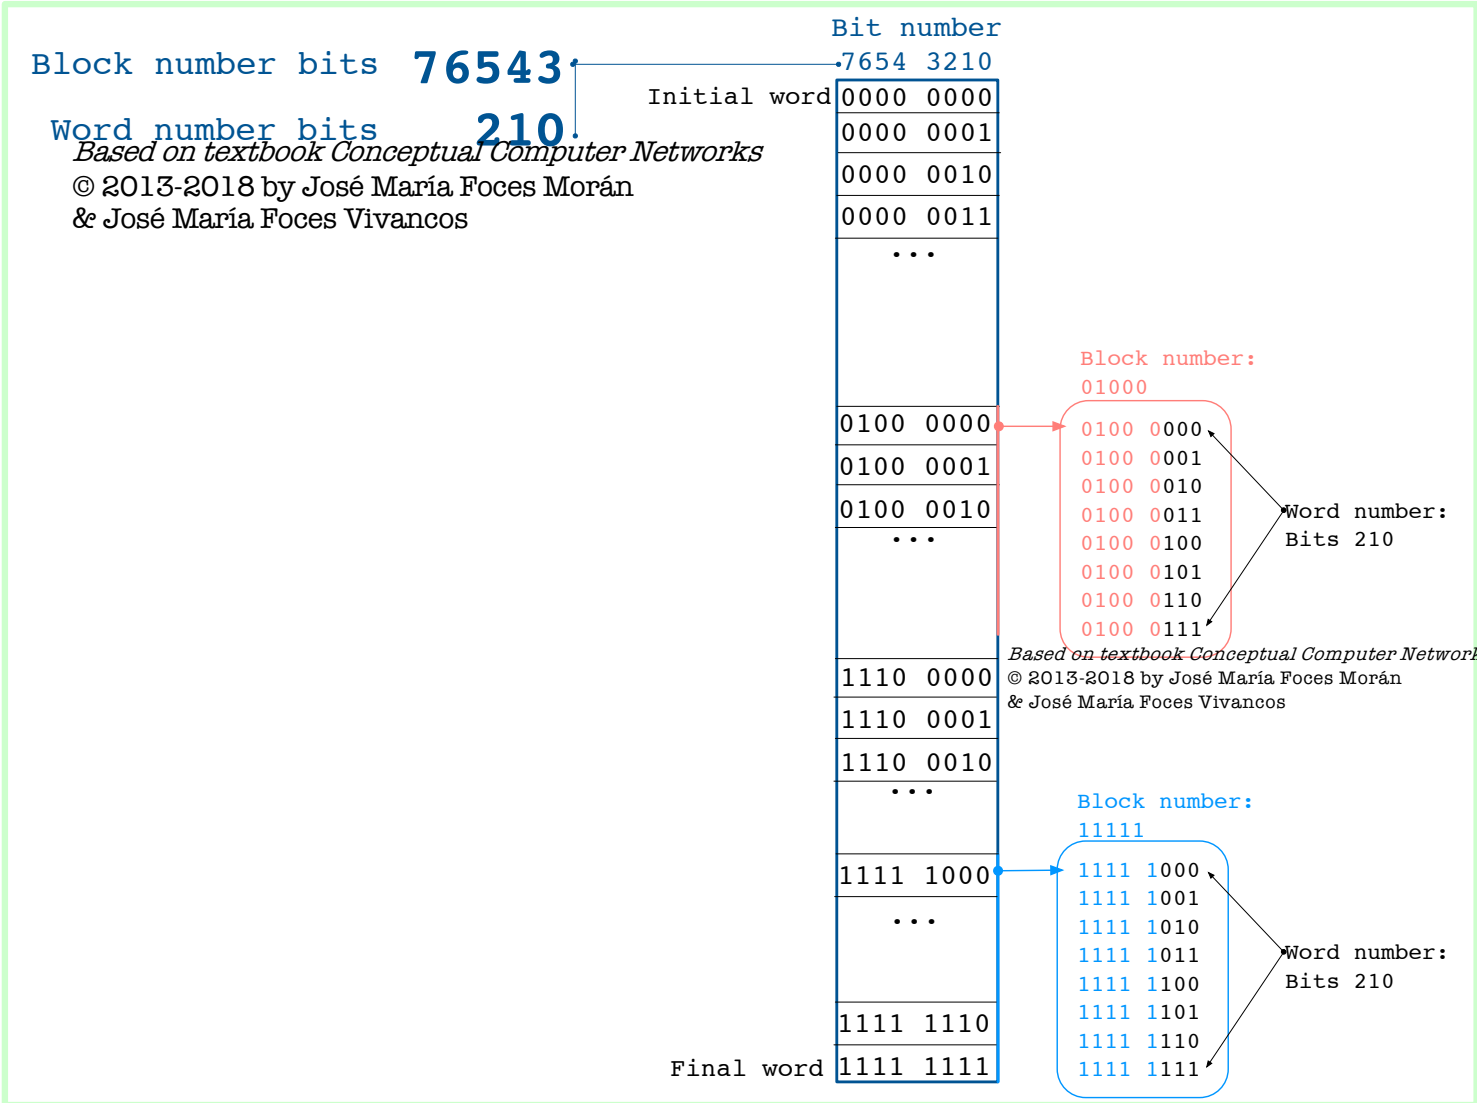 Bit number
Block number bits 76543
7654 3210
Word number bits 210
Based on textbook Conceptual Computer Networks
© 2013-2018 by José María Foces Morán
& José María Foces Vivancos
Initial word 0000 0000
0000 0001
0000 0010
0000 0011
...
0100 0000
0100 0001
0100 0010
...
1110 0000
1110 0001
1110 0010
...
1111 1000
...
1111 1110
Final word 1111 1111
Block number:
01000
0100 0000
0100 0001
0100 0010
0100 0011
0100 0100
0100 0101
0100 0110
0100 0111
Word number:
Bits 210
Based on textbook Conceptual Computer Network
© 2013-2018 by José María Foces Morán
& José María Foces Vivancos
Block number:
11111
1111 1000
1111 1001
1111 1010
1111 1011
1111 1100
1111 1101
1111 1110
1111 1111
Word number:
Bits 210